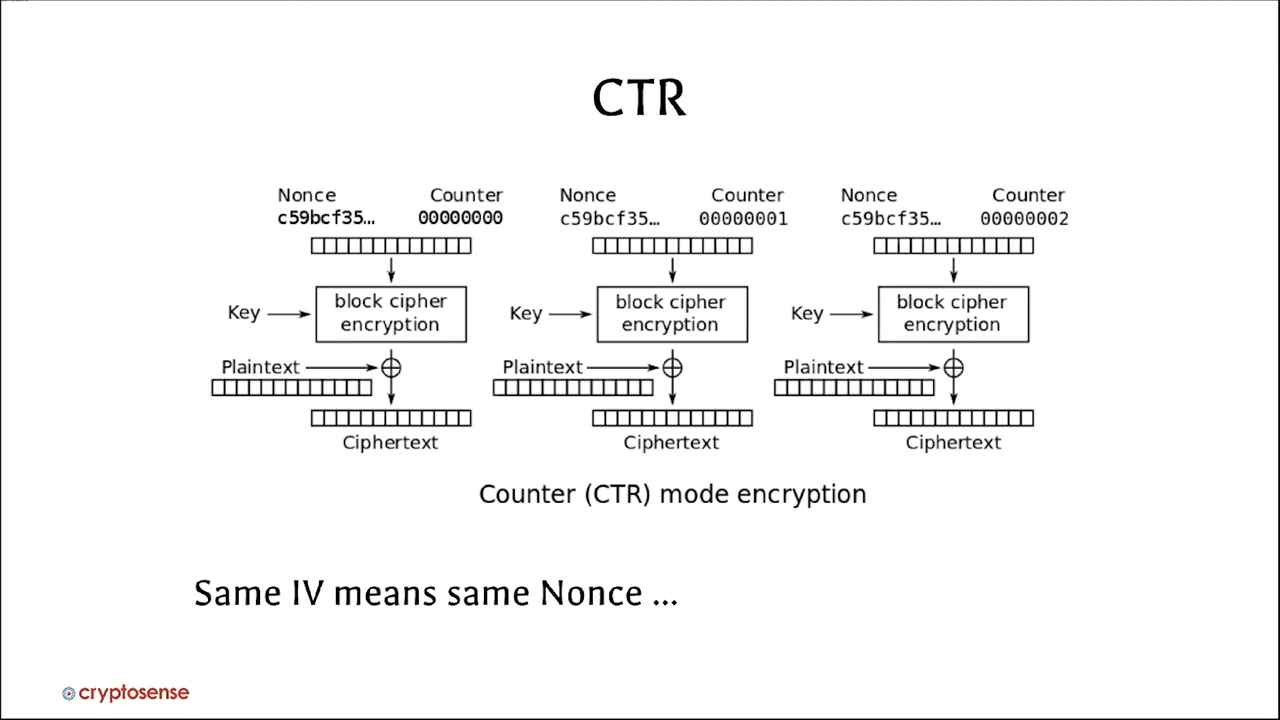 CTR
Nonce Counter Nonce Counter Nonce Counter
c59bcf35… 00000000 c59bcf35… 00000001 c59bcf35… 00000002
block cipher encryption block cipher encryption block cipher encryption
Key Key Key
Plaintext Plaintext Plaintext
Ciphertext Ciphertext Ciphertext
Counter (CTR) mode encryption
Same IV means same Nonce ...
cryptosense